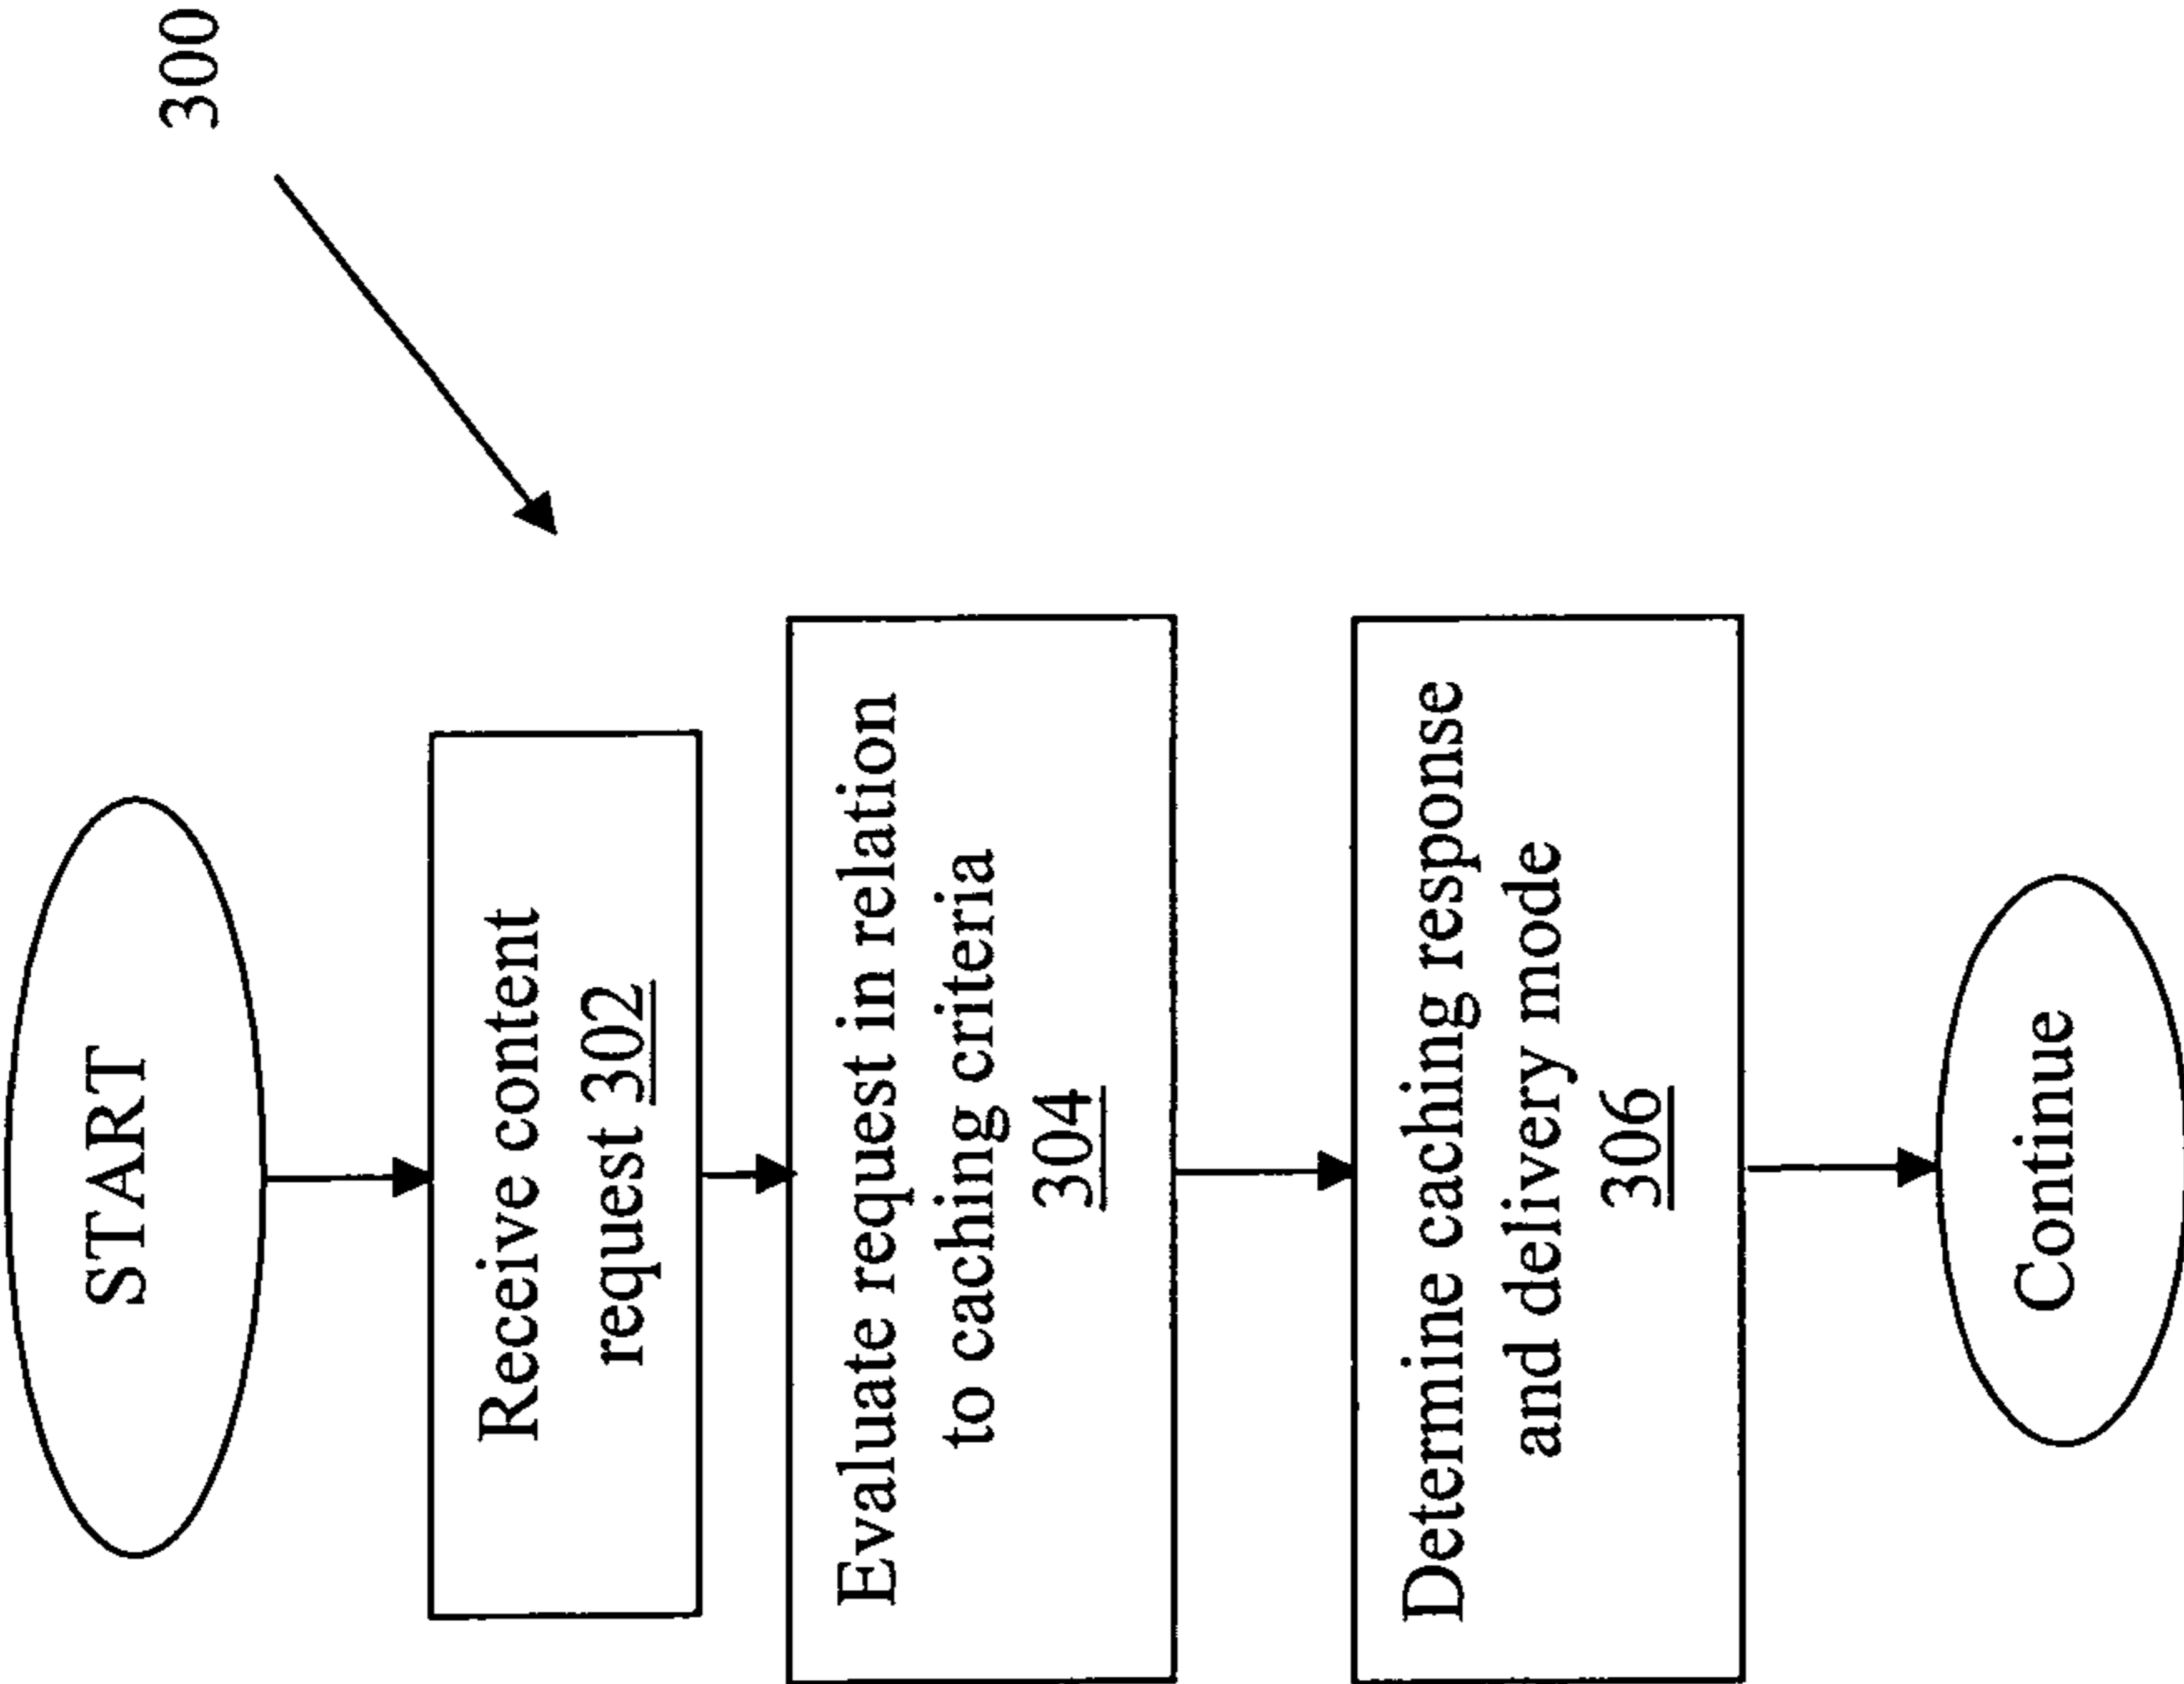 300
START
Receive content
request 302
Evaluate request in relation
to caching criteria
304
Determine caching response
and delivery mode
306
Continue